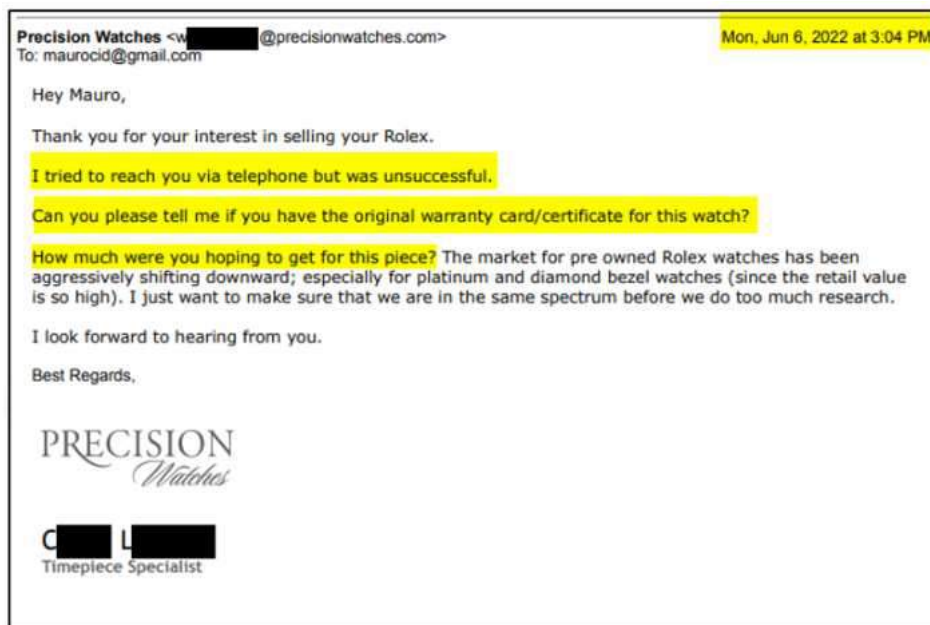 Precision Watches <w @precisionwatches.com> Mon, Jun 6, 2022 at 3:04 PM
To: maurocid@gmail.com
Hey Mauro,
Thank you for your interest in selling your Rolex.
I tried to reach you via telephone but was unsuccessful.
Can you please tell me if you have the original warranty card/certificate for this watch?
How much were you hoping to get for this piece? The market for pre owned Rolex watches has been
aggressively shifting downward; especially for platinum and diamond bezel watches (since the retail value
is so high). I just want to make sure that we are in the same spectrum before we do too much research.
I look forward to hearing from you.
Best Regards,
PRECISION
Watches
C L
Timepiece Specialist